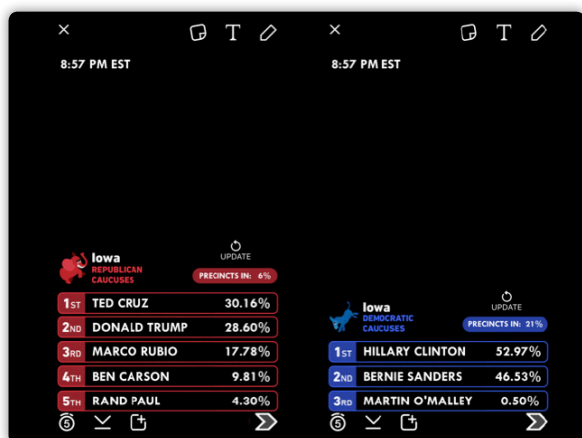 8:57 PM EST
Iowa
REPUBLICAN
CAUCUSES
UPDATE
PRECINCTS IN: 6%
1ST TED CRUZ 30.16%
2ND DONALD TRUMP 28.60%
3RD MARCO RUBIO 17.78%
4TH BEN CARSON 9.81%
5TH RAND PAUL 4.30%
5
8:57 PM EST
Iowa
DEMOCRATIC
CAUCUSES
UPDATE
PRECINCTS IN: 21%
1ST HILLARY CLINTON 52.97%
2ND BERNIE SANDERS 46.53%
3RD MARTIN O'MALLEY 0.50%
5